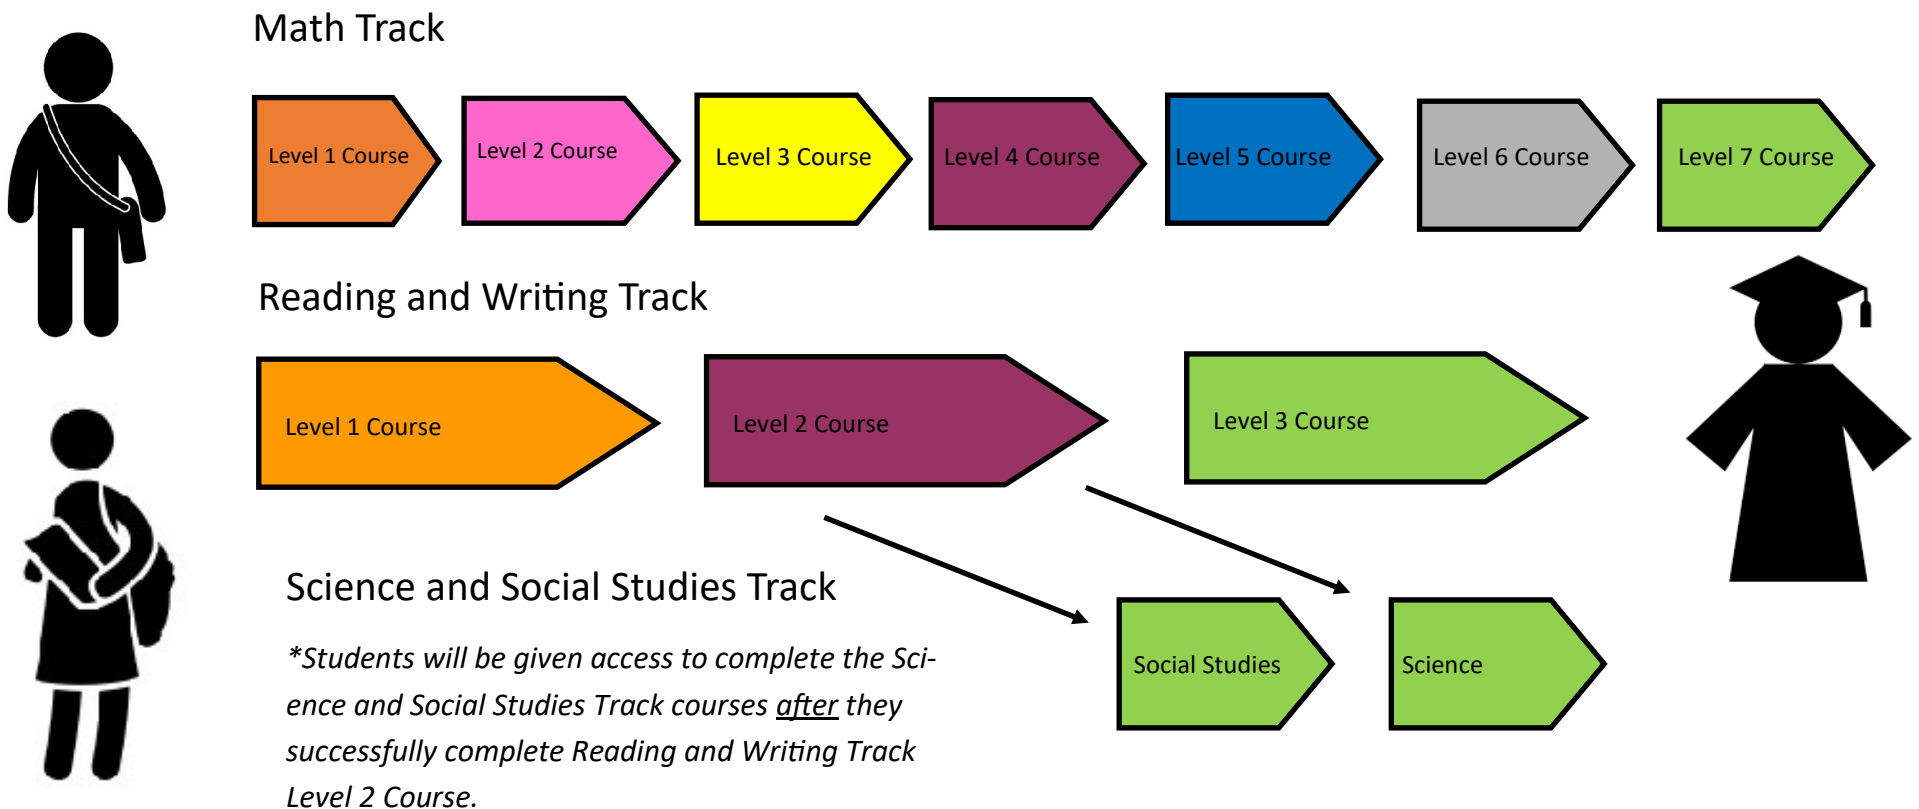 Math Track
Level 1 Course
Level 2 Course
Level 3 Course
Level 4 Course
Level 5 Course
Level 6 Course
Level 7 Course
Reading and Writing Track
Level 1 Course
Level 2 Course
Level 3 Course
Science and Social Studies Track
*Students will be given access to complete the Sci-
ence and Social Studies Track courses after they
successfully complete Reading and Writing Track
Level 2 Course.
Social Studies
Science